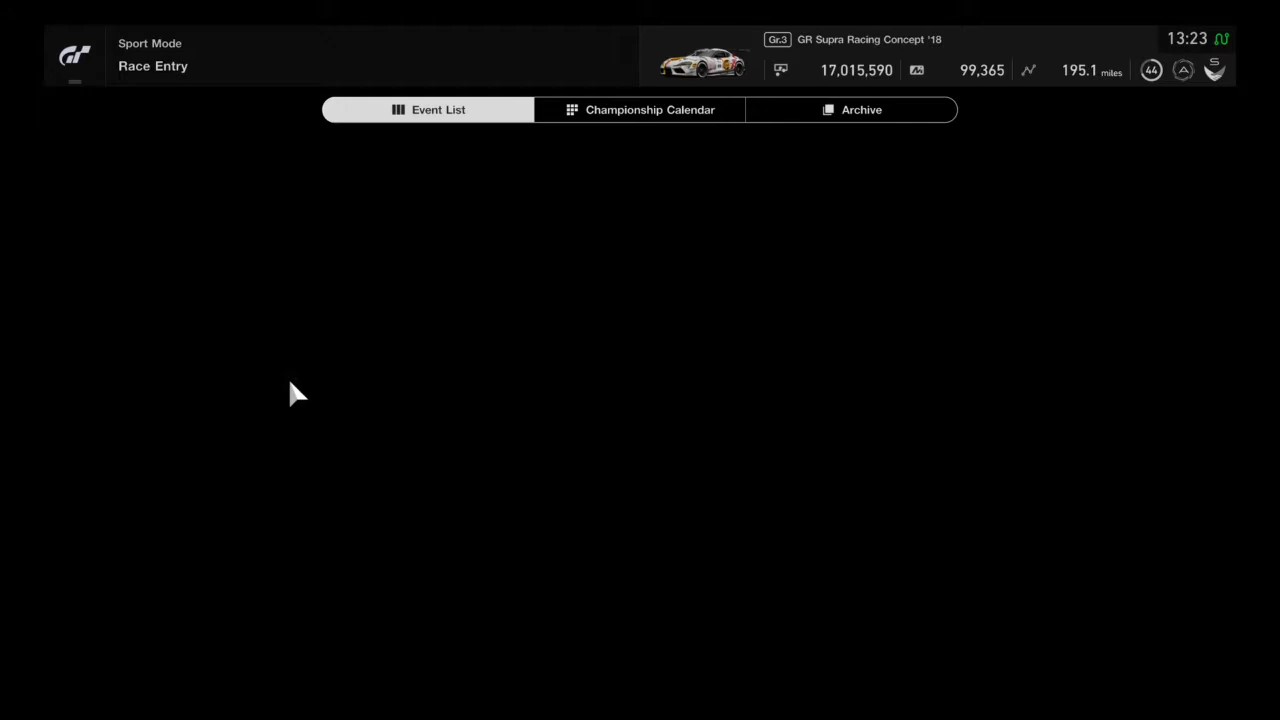 Sport Mode
Race Entry
Gr.3 GR Supra Racing Concept '18
13:23
17,015,590 99,365 195.1 miles 44 A S
Event List Championship Calendar Archive